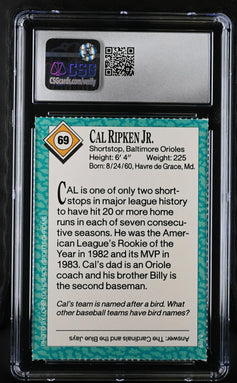 CSG
CSGcards.com/verify
69
CAL RIPKEN JR.
Shortstop, Baltimore Orioles
Height: 6' 4" Weight: 225
Born: 8/24/60, Havre de Grace, Md.
CAL is one of only two short-
stops in major league history
to have hit 20 or more home
runs in each of seven consecu-
tive seasons. He was the Amer-
ican League's Rookie of the
Year in 1982 and its MVP in
1983. Cal's dad is an Oriole
coach and his brother Billy is
the second baseman.
Cal's team is named after a bird. What
other baseball teams have bird names?
Answer: The Cardinals and the Blue Jays